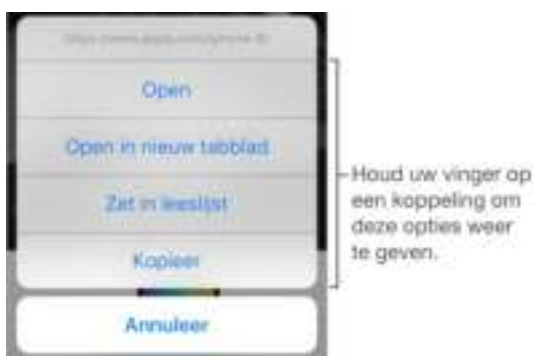 Open
Open in nieuw tabblad
Zet in leeslijst
Kopieer
Annuleer
Houd uw vinger op
een koppeling om
deze opties weer
te geven.